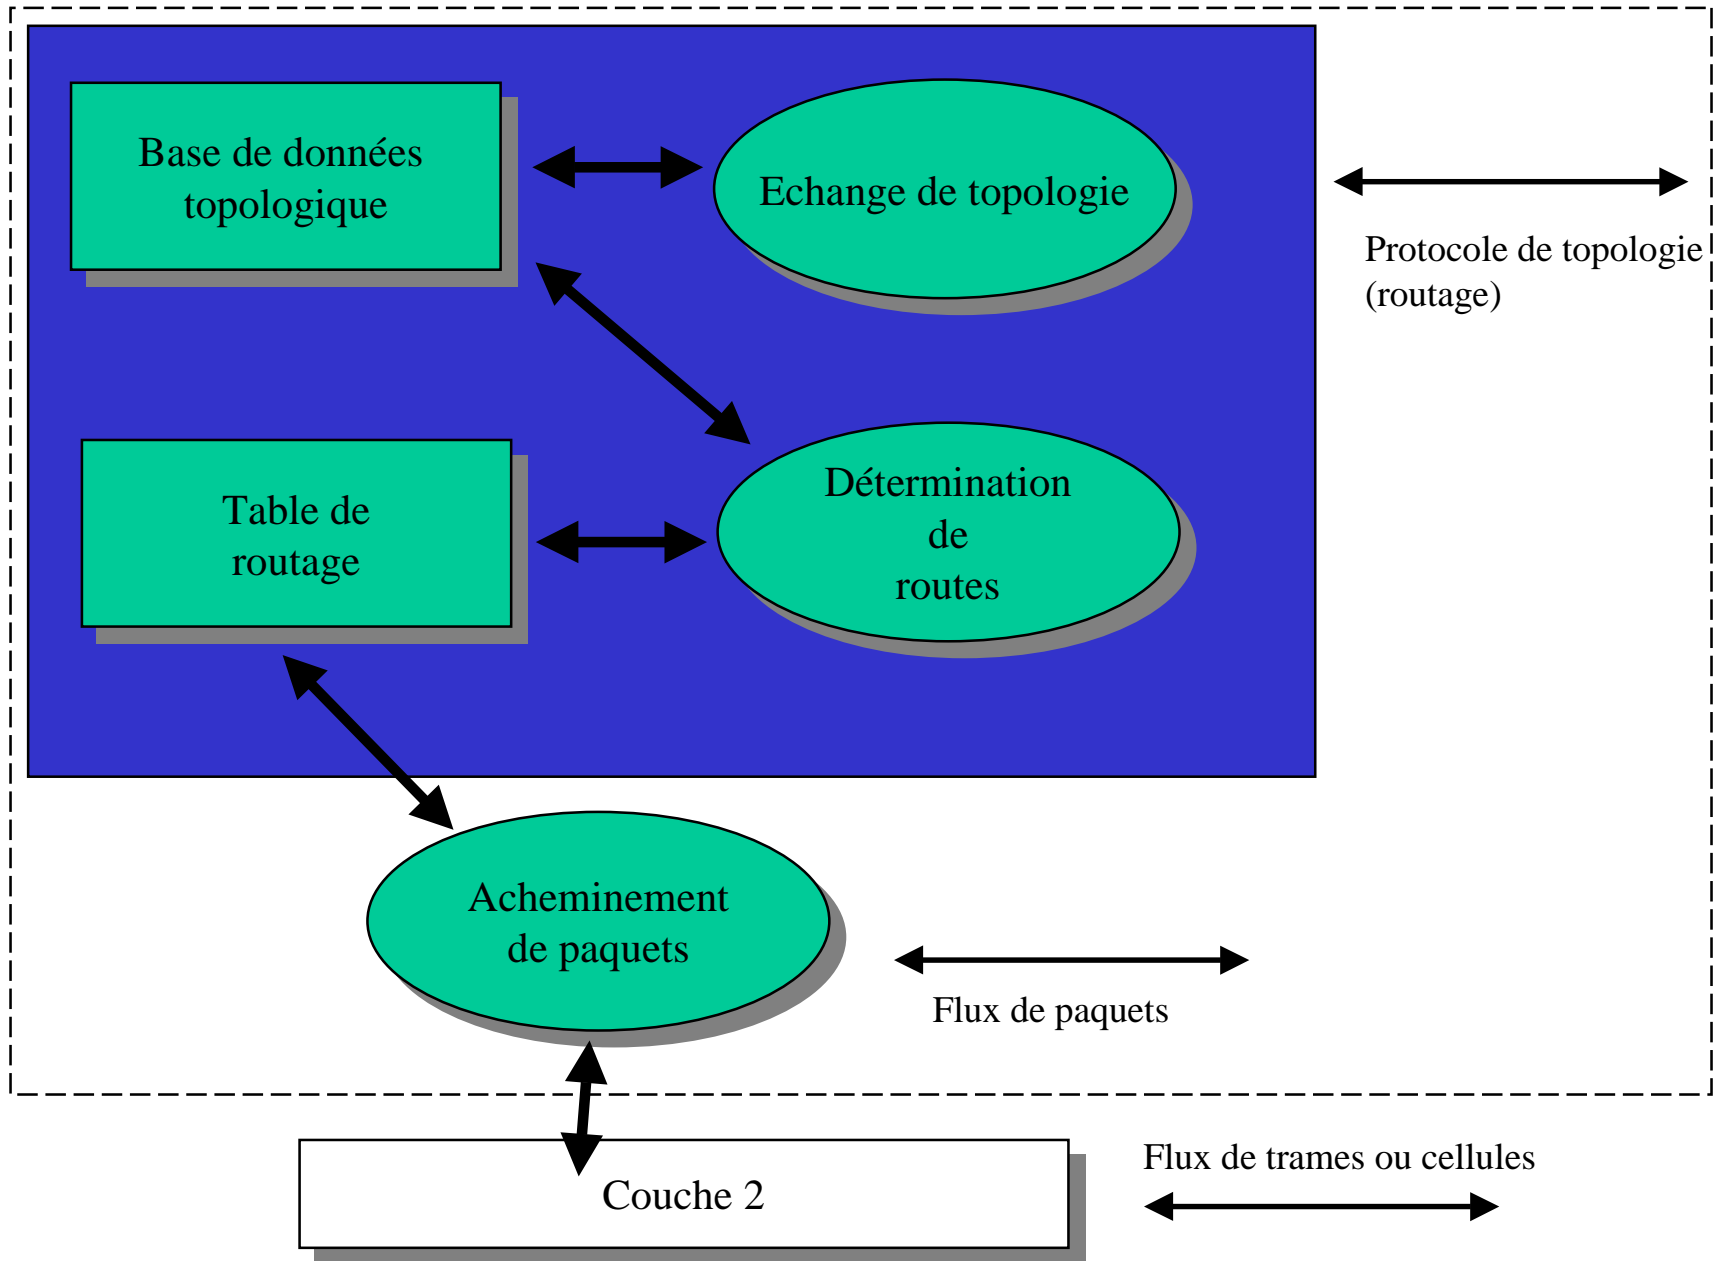 Base de données
topologique
Echange de topologie
Protocole de topologie
(routage)
Table de
routage
Détermination
de
routes
Acheminement
de paquets
Flux de paquets
Flux de trames ou cellules
Couche 2